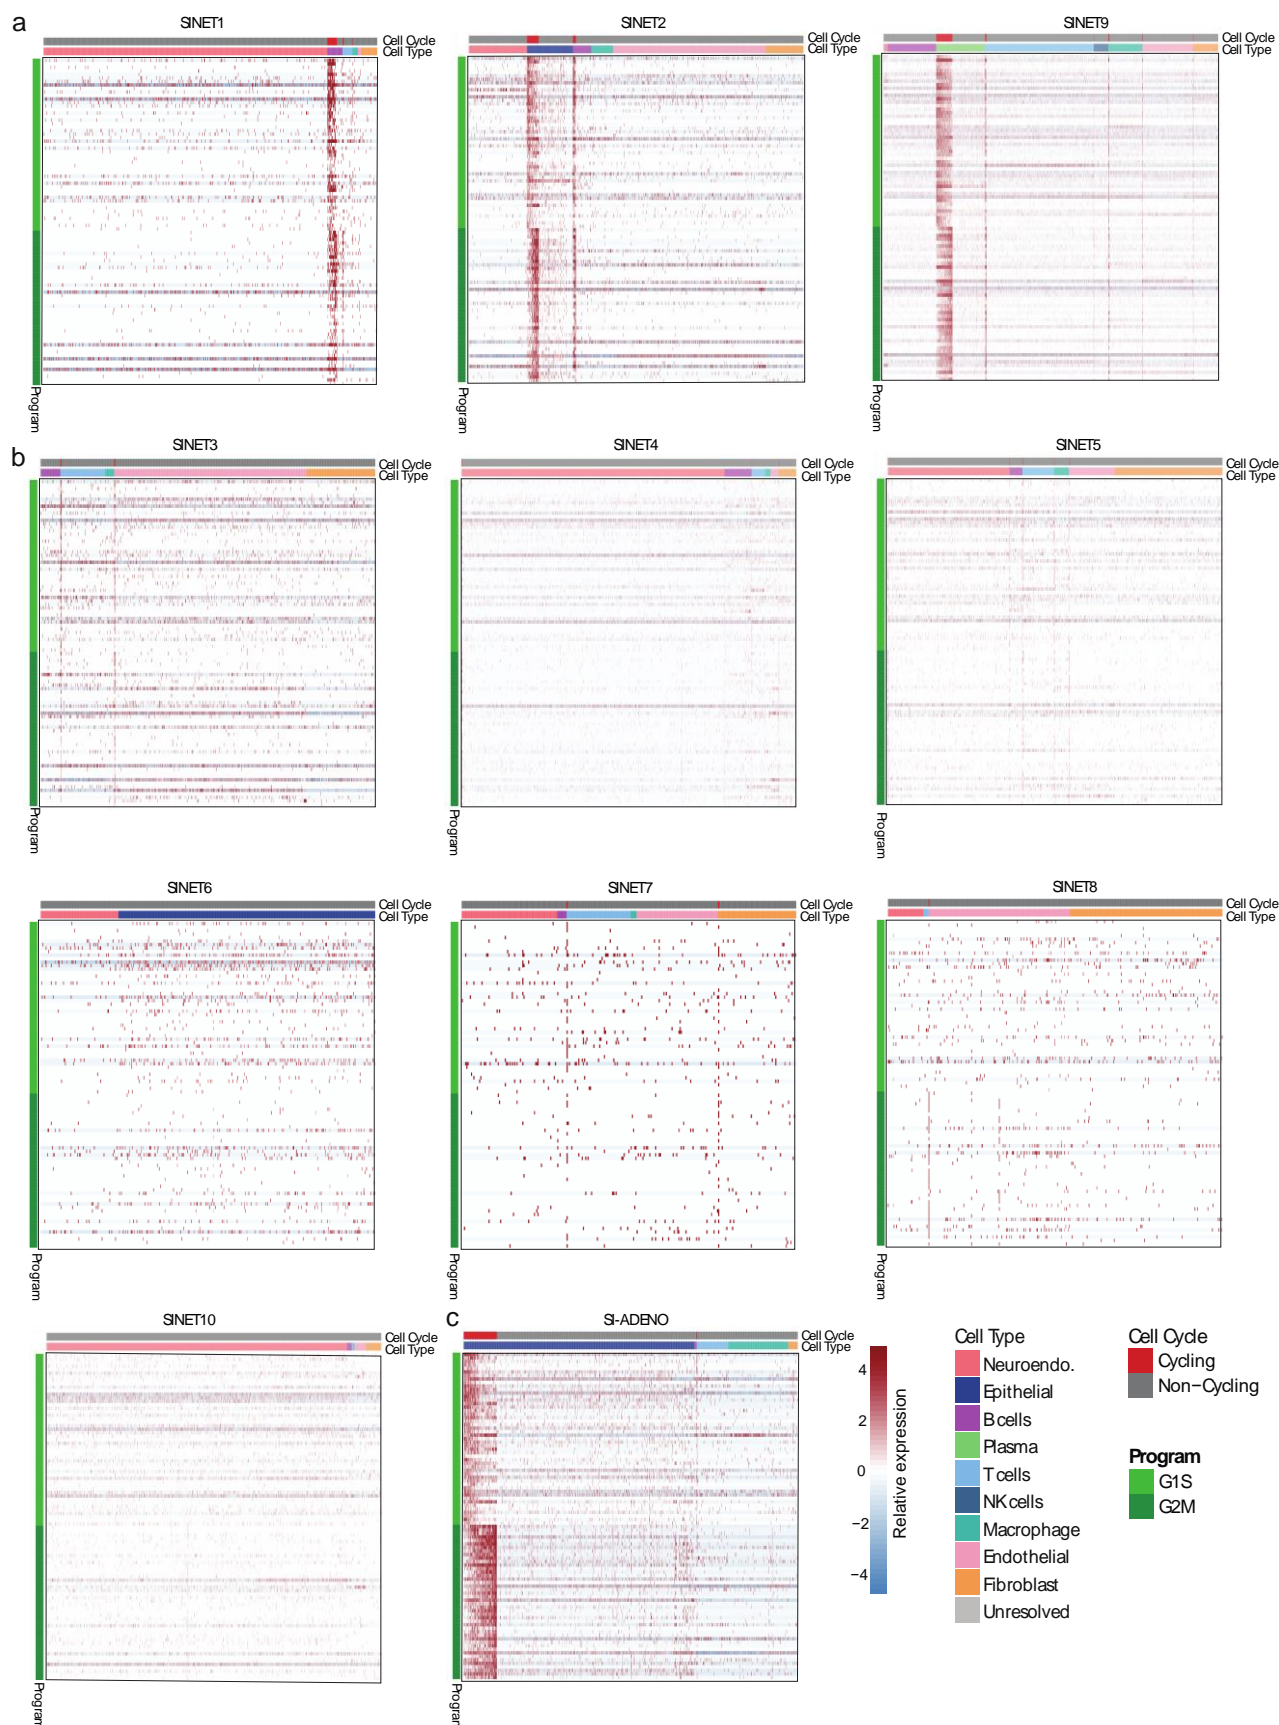 a
SINET1
Cell Cycle
Cell Type
Program
SINET2
Cell Cycle
Cell Type
Program
SINET9
Cell Cycle
Cell Type
Program
b
SINET3
Cell Cycle
Cell Type
Program
SINET4
Cell Cycle
Cell Type
Program
SINET5
Cell Cycle
Cell Type
Program
SINET6
Cell Cycle
Cell Type
Program
SINET7
Cell Cycle
Cell Type
Program
SINET8
Cell Cycle
Cell Type
Program
SINET10
Cell Cycle
Cell Type
Program
c
SI-ADENO
Cell Cycle
Cell Type
Program
4
2
0
−2
−4
Relative expression
Cell Type
Neuroendo.
Epithelial
B cells
Plasma
T cells
NK cells
Macrophage
Endothelial
Fibroblast
Unresolved
Cell Cycle
Cycling
Non−Cycling
Program
G1S
G2M